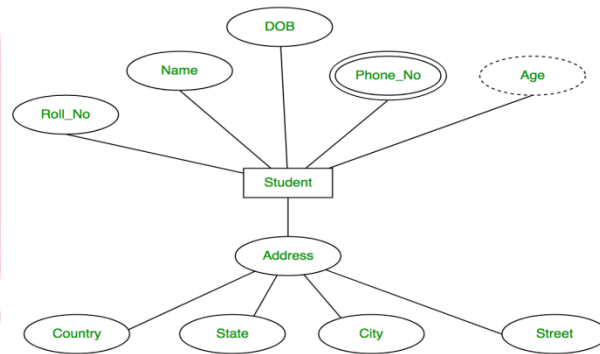 DOB
Name
Phone_No
Age
Roll_No
Student
Address
Country
State
City
Street